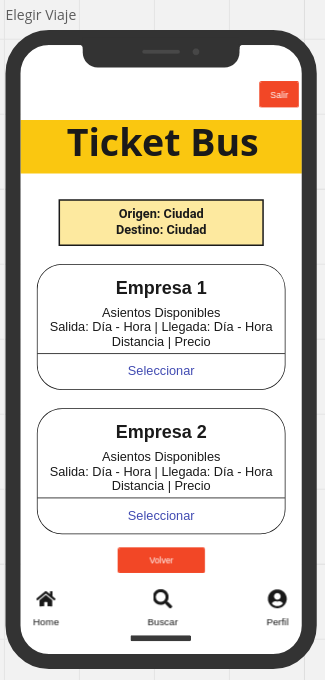 Elegir Viaje
Salir
Ticket Bus
Origen: Ciudad
Destino: Ciudad
Empresa 1
Asientos Disponibles
Salida: Día - Hora | Llegada: Día - Hora
Distancia | Precio
Seleccionar
Empresa 2
Asientos Disponibles
Salida: Día - Hora | Llegada: Día - Hora
Distancia | Precio
Seleccionar
Volver
Home Buscar Perfil